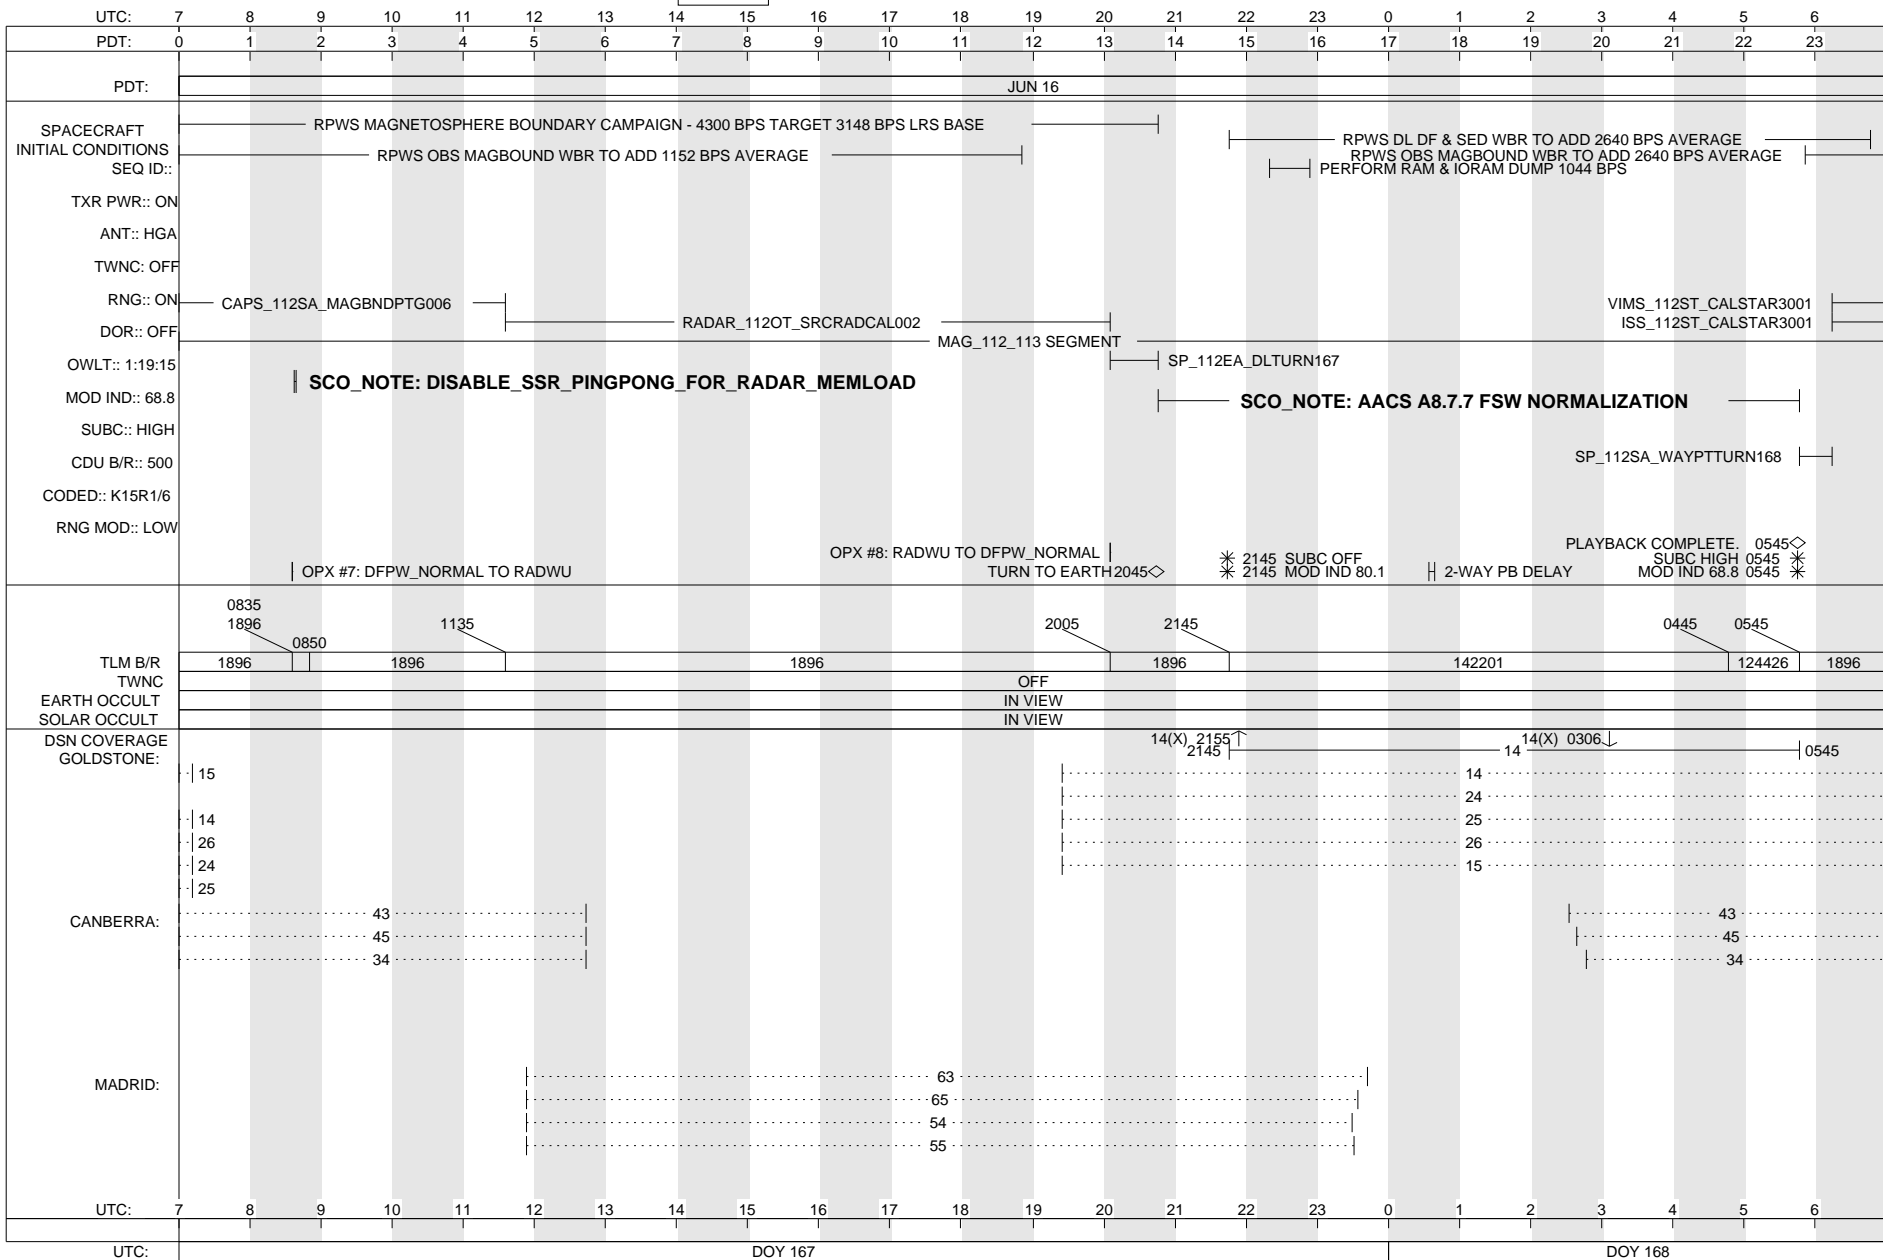 UTC: 7 8 9 10 11 12 13 14 15 16 17 18 19 20 21 22 23 0 1 2 3 4 5 6
PDT: 0 1 2 3 4 5 6 7 8 9 10 11 12 13 14 15 16 17 18 19 20 21 22 23
PDT: JUN 16
RPWS MAGNETOSPHERE BOUNDARY CAMPAIGN - 4300 BPS TARGET 3148 BPS LRS BASE
SPACECRAFT
INITIAL CONDITIONS
RPWS DL DF & SED WBR TO ADD 2640 BPS AVERAGE
RPWS OBS MAGBOUND WBR TO ADD 1152 BPS AVERAGE
RPWS OBS MAGBOUND WBR TO ADD 2640 BPS AVERAGE
SEQ ID::
PERFORM RAM & IORAM DUMP 1044 BPS
TXR PWR:: ON
ANT:: HGA
TWNC: OFF
RNG:: ON
CAPS_112SA_MAGBNDPTG006
VIMS_112ST_CALSTAR3001
RADAR_112OT_SRCRADCAL002
ISS_112ST_CALSTAR3001
DOR:: OFF
MAG_112_113 SEGMENT
OWLT:: 1:19:15
SP_112EA_DLTURN167
SCO_NOTE: DISABLE_SSR_PINGPONG_FOR_RADAR_MEMLOAD
MOD IND:: 68.8
SCO_NOTE: AACS A8.7.7 FSW NORMALIZATION
SUBC:: HIGH
CDU B/R:: 500
SP_112SA_WAYPTTURN168
CODED:: K15R1/6
RNG MOD:: LOW
PLAYBACK COMPLETE. 0545
OPX #8: RADWU TO DFPW_NORMAL
2145 SUBC OFF
SUBC HIGH 0545
OPX #7: DFPW_NORMAL TO RADWU
TURN TO EARTH 2045
2145 MOD IND 80.1
2-WAY PB DELAY
MOD IND 68.8 0545
0835
1896 1135 2005 2145 0445 0545
0850
TLM B/R 1896 1896 1896 1896 142201 124426 1896
TWNC OFF
EARTH OCCULT IN VIEW
SOLAR OCCULT IN VIEW
DSN COVERAGE 14(X) 2155 14(X) 0306
2145 14 0545
GOLDSTONE:
15 14
24
14 25
26 26
24 15
25
CANBERRA: 43 43
45 45
34 34
MADRID: 63
65
54
55
UTC: 7 8 9 10 11 12 13 14 15 16 17 18 19 20 21 22 23 0 1 2 3 4 5 6
UTC: DOY 167 DOY 168